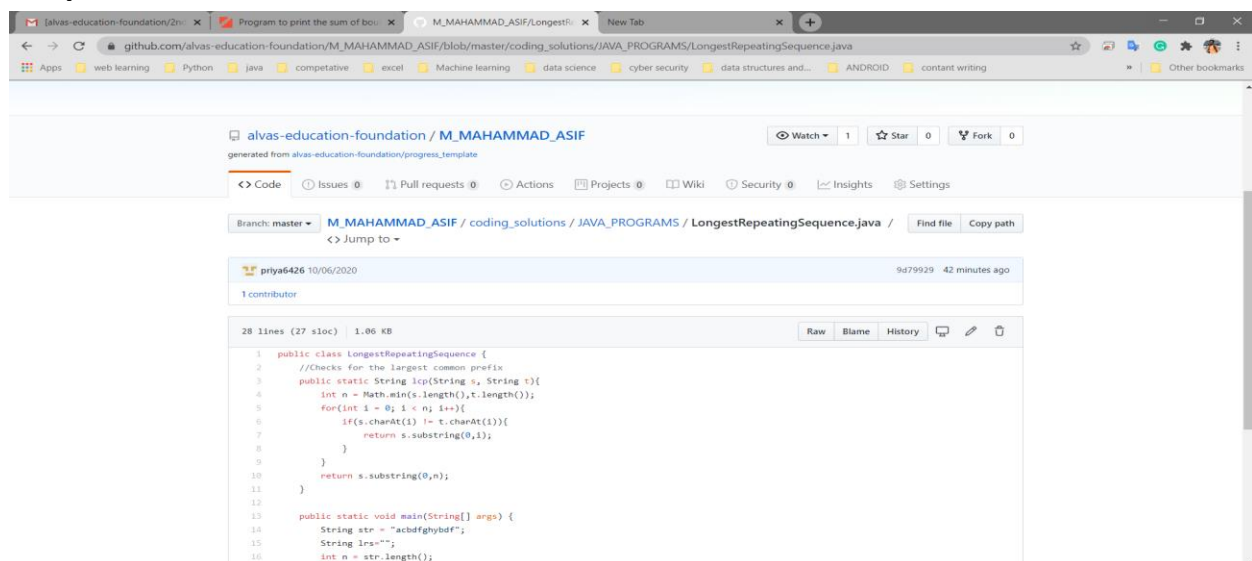 [alvas-education-foundation/2nd
Program to print the sum of bou
M_MAHAMMAD_ASIF/LongestRe
New Tab
github.com/alvas-education-foundation/M_MAHAMMAD_ASIF/blob/master/coding_solutions/JAVA_PROGRAMS/LongestRepeatingSequence.java
Apps web learning Python java competative excel Machine learning data science cyber security data structures and... ANDROID contant writing » Other bookmarks
alvas-education-foundation / M_MAHAMMAD_ASIF
Watch 1 Star 0 Fork 0
generated from alvas-education-foundation/progress_template
<> Code Issues 0 Pull requests 0 Actions Projects 0 Wiki Security 0 Insights Settings
Branch: master M_MAHAMMAD_ASIF / coding_solutions / JAVA_PROGRAMS / LongestRepeatingSequence.java / Find file Copy path
<> Jump to
priya6426 10/06/2020 9d79929 42 minutes ago
1 contributor
28 lines (27 sloc) 1.06 KB Raw Blame History
1 public class LongestRepeatingSequence {
2 //Checks for the largest common prefix
3 public static String lcp(String s, String t){
4 int n = Math.min(s.length(),t.length());
5 for(int i = 0; i < n; i++){
6 if(s.charAt(i) != t.charAt(i)){
7 return s.substring(0,i);
8 }
9 }
10 return s.substring(0,n);
11 }
12
13 public static void main(String[] args) {
14 String str = "acbdfghybdf";
15 String lrs="";
16 int n = str.length();